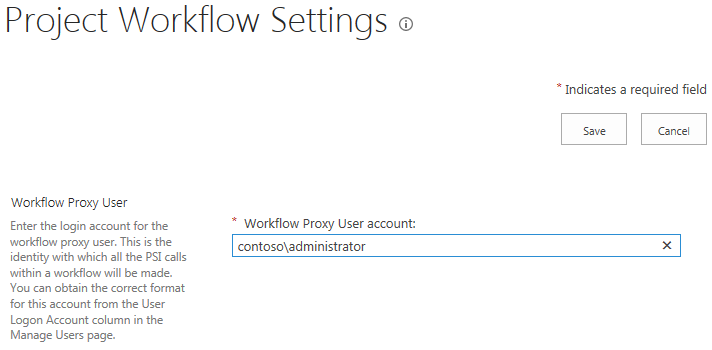 Project Workflow Settings
* Indicates a required field
Save
Cancel
Workflow Proxy User
Enter the login account for the
workflow proxy user. This is the
identity with which all the PSI calls
within a workflow will be made.
You can obtain the correct format
for this account from the User
Logon Account column in the
Manage Users page.
* Workflow Proxy User account:
contoso\administrator